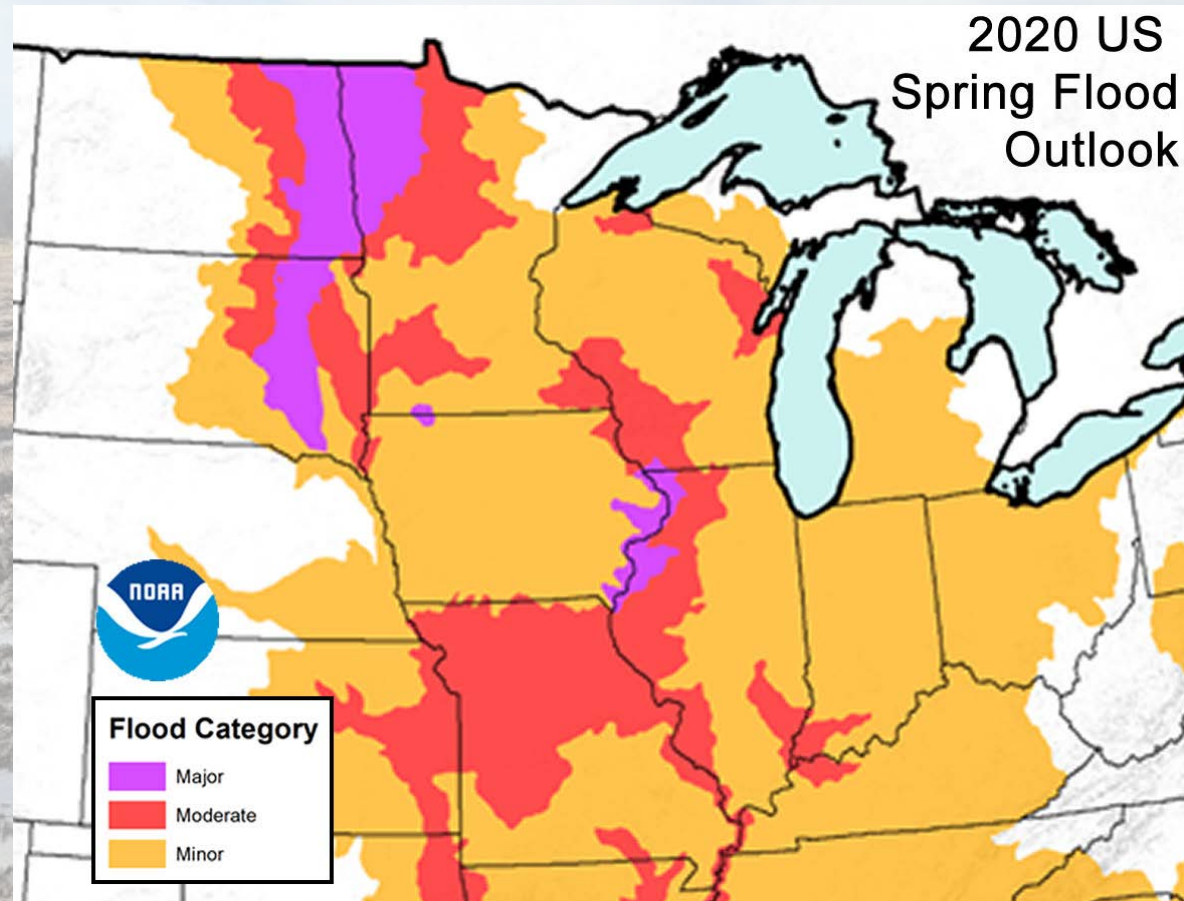 2020 US
Spring Flood
Outlook
NOAA
Flood Category
Major
Moderate
Minor